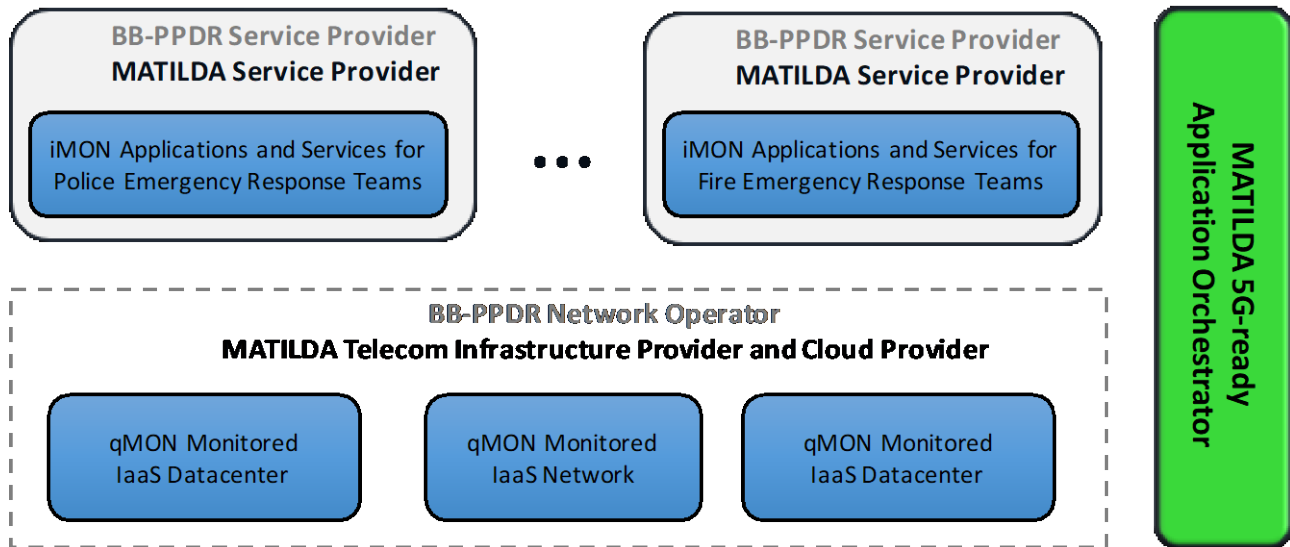 BB-PPDR Service Provider
MATILDA Service Provider
iMON Applications and Services for
Police Emergency Response Teams
...
BB-PPDR Service Provider
MATILDA Service Provider
iMON Applications and Services for
Fire Emergency Response Teams
MATILDA 5G-ready
Application Orchestrator
BB-PPDR Network Operator
MATILDA Telecom Infrastructure Provider and Cloud Provider
qMON Monitored
IaaS Datacenter
qMON Monitored
IaaS Network
qMON Monitored
IaaS Datacenter